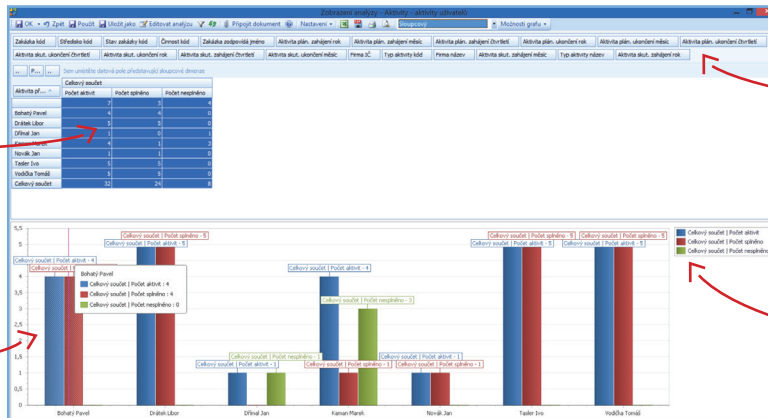 Zobrazení analýzy - Aktivity - aktivity uživatelů
OK Zpět Použít Uložit jako Editovat analýzu Připojit dokument Nastavení Sloupcový Možnosti grafu
Zakázka kód Středisko kód Stav zakázky kód Činnost kód Zakázka zodpovídá jméno Aktivita plán. zahájení rok Aktivita plán. zahájení měsíc Aktivita plán. zahájení čtvrtletí Aktivita plán. ukončení rok Aktivita plán. ukončení měsíc Aktivita plán. ukončení čtvrtletí
Aktivita skut. ukončení čtvrtletí Aktivita skut. ukončení rok Aktivita skut. zahájení čtvrtletí Aktivita skut. ukončení měsíc Firma IČ Typ aktivity kód Firma název Aktivita skut. zahájení měsíc Typ aktivity název Aktivita skut. zahájení rok
.. P... .. Sem umístěte datová pole představující sloupcové dimenze
Celkový součet
Aktivita př... Počet aktivit Počet splněno Počet nesplněno
7 3 4
Bohatý Pavel 4 4 0
Drátek Libor 5 5 0
Dřímal Jan 1 0 1
Kaman Marek 4 1 3
Novák Jan 1 1 0
Tasler Ivo 5 5 0
Vodička Tomáš 5 5 0
Celkový součet 32 24 8
5,5
5
4
3,5
3
2,5
2
1,5
1
0,5
0
Celkový součet | Počet splněno - 5
Celkový součet | Počet aktivit - 5
Celkový součet | Počet splněno - 5
Celkový součet | Počet aktivit - 5
Celkový součet | Počet splněno - 5
Celkový součet | Počet aktivit - 5
Celkový součet | Počet aktivit - 4
Celkový součet
Celkový součet | Počet aktivit - 4
Bohatý Pavel
Celkový součet | Počet aktivit : 4
Celkový součet | Počet splněno : 4
Celkový součet | Počet nesplněno : 0
Celkový součet | Počet nesplněno - 3
Celkový součet | Počet nesplněno - 1
Celkový součet | Počet aktivit - 1
Celkový součet | Počet splněno - 1
Celkový součet | Počet aktivit - 1
Celkový součet | Počet splněno - 1
Bohatý Pavel Drátek Libor Dřímal Jan Kaman Marek Novák Jan Tasler Ivo Vodička Tomáš
Celkový součet | Počet aktivit
Celkový součet | Počet splněno
Celkový součet | Počet nesplněno